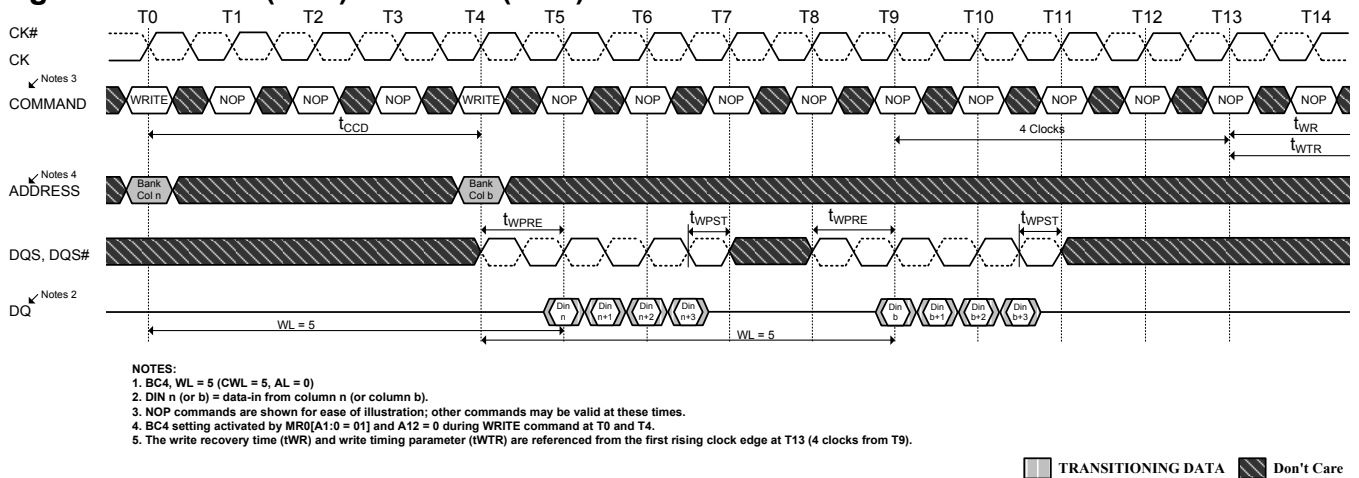 T0 T1 T2 T3 T4 T5 T6 T7 T8 T9 T10 T11 T12 T13 T14
CK#
CK
Notes 3
COMMAND
WRITE NOP NOP NOP WRITE NOP NOP NOP NOP NOP NOP NOP NOP NOP NOP
tCCD
4 Clocks
tWR
tWTR
Notes 4
ADDRESS
Bank Col n
Bank Col b
tWPRE
tWPST
tWPRE
tWPST
DQS, DQS#
Notes 2
DQ
Din n
Din n+1
Din n+2
Din n+3
Din b
Din b+1
Din b+2
Din b+3
WL = 5
WL = 5
NOTES:
1. BC4, WL = 5 (CWL = 5, AL = 0)
2. DIN n (or b) = data-in from column n (or column b).
3. NOP commands are shown for ease of illustration; other commands may be valid at these times.
4. BC4 setting activated by MR0[A1:0 = 01] and A12 = 0 during WRITE command at T0 and T4.
5. The write recovery time (tWR) and write timing parameter (tWTR) are referenced from the first rising clock edge at T13 (4 clocks from T9).
TRANSITIONING DATA
Don't Care